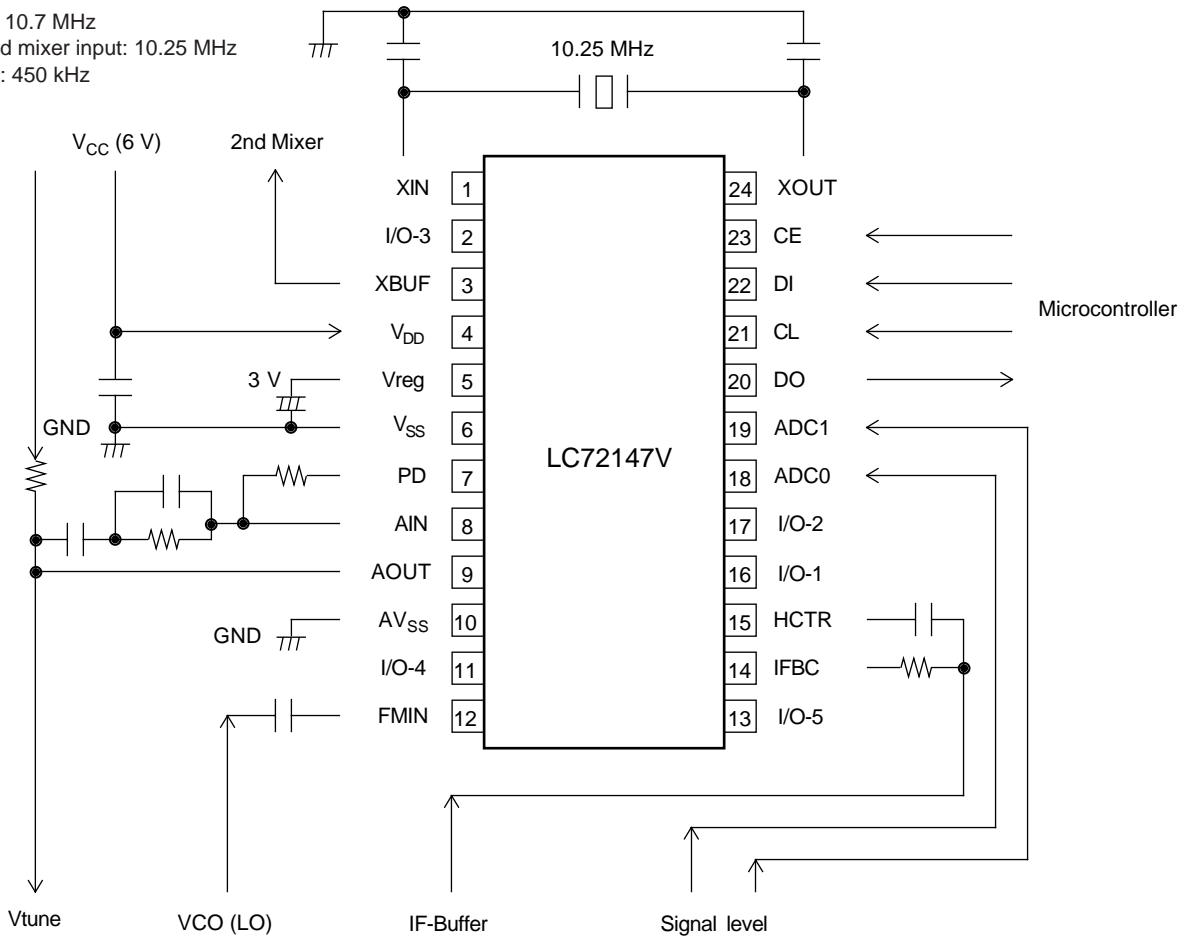 10.7 MHz
d mixer input: 10.25 MHz
: 450 kHz
10.25 MHz
VCC (6 V)
2nd Mixer
XIN 1
24 XOUT
I/O-3 2
23 CE
XBUF 3
22 DI
Microcontroller
VDD 4
21 CL
3 V
Vreg 5
20 DO
GND
VSS 6
19 ADC1
LC72147V
PD 7
18 ADC0
AIN 8
17 I/O-2
AOUT 9
16 I/O-1
GND
AVSS 10
15 HCTR
I/O-4 11
14 IFBC
FMIN 12
13 I/O-5
Vtune
VCO (LO)
IF-Buffer
Signal level